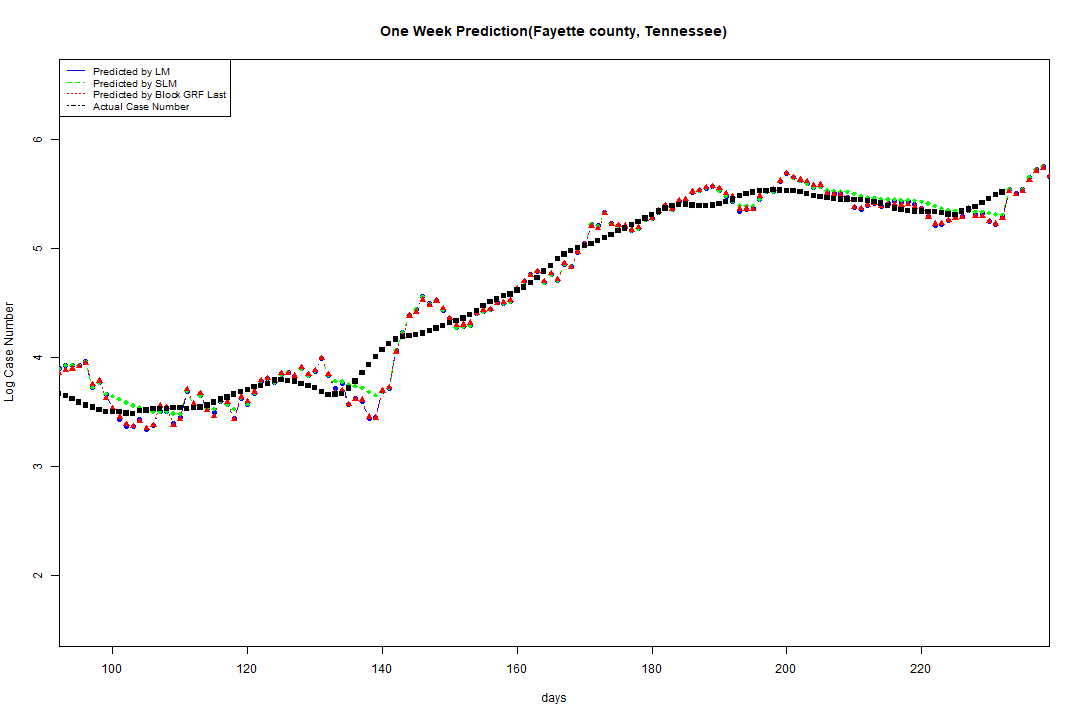 One Week Prediction(Fayette county, Tennessee)
Predicted by LM
Predicted by SLM
Predicted by Block GRF Last
Actual Case Number
6
5
4
3
2
Log Case Number
100 120 140 160 180 200 220
days